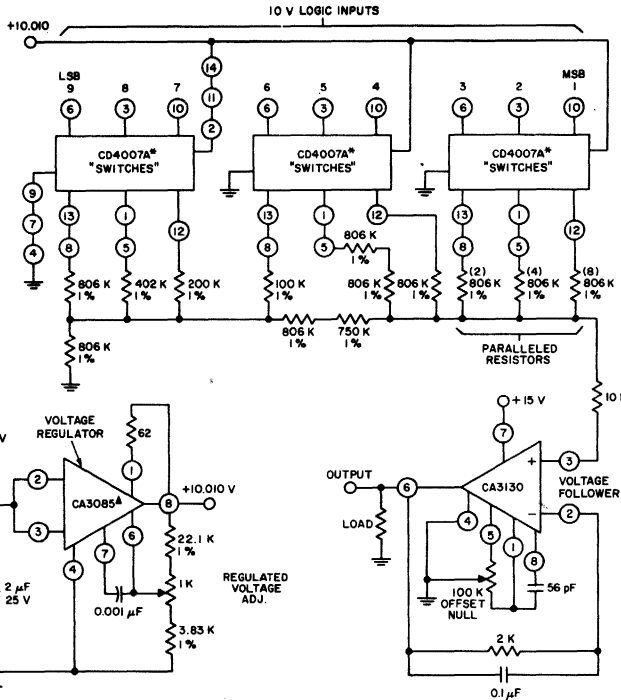 10 V LOGIC INPUTS
+10.010
LSB
9 8 7
6 5 4
MSB
3 2 1
14
11
2
6 3 10
6 3 10
6 3 10
CD4007A*
"SWITCHES"
CD4007A*
"SWITCHES"
CD4007A*
"SWITCHES"
9
7
4
13 1 12
8 5
13 1 12
8 5
13 1 12
8 5
806 K
1%
402 K
1%
200 K
1%
100 K
1%
806 K
1%
806 K
1%
806 K
1%
(2)
806 K
1%
(4)
806 K
1%
(8)
806 K
1%
806 K
1%
750 K
1%
806 K
1%
PARALLELED
RESISTORS
10
VOLTAGE
REGULATOR
62
1
2
3
CA3085▲
8
+10.010 V
4
7
6
22.1 K
1%
1K
0.001 µF
3.83 K
1%
REGULATED
VOLTAGE
ADJ.
2 µF
25 V
V
+15 V
7
OUTPUT
6
CA3130
+
−
3
2
VOLTAGE
FOLLOWER
LOAD
4
5
1
8
56 pF
100 K
OFFSET
NULL
2 K
0.1 µF